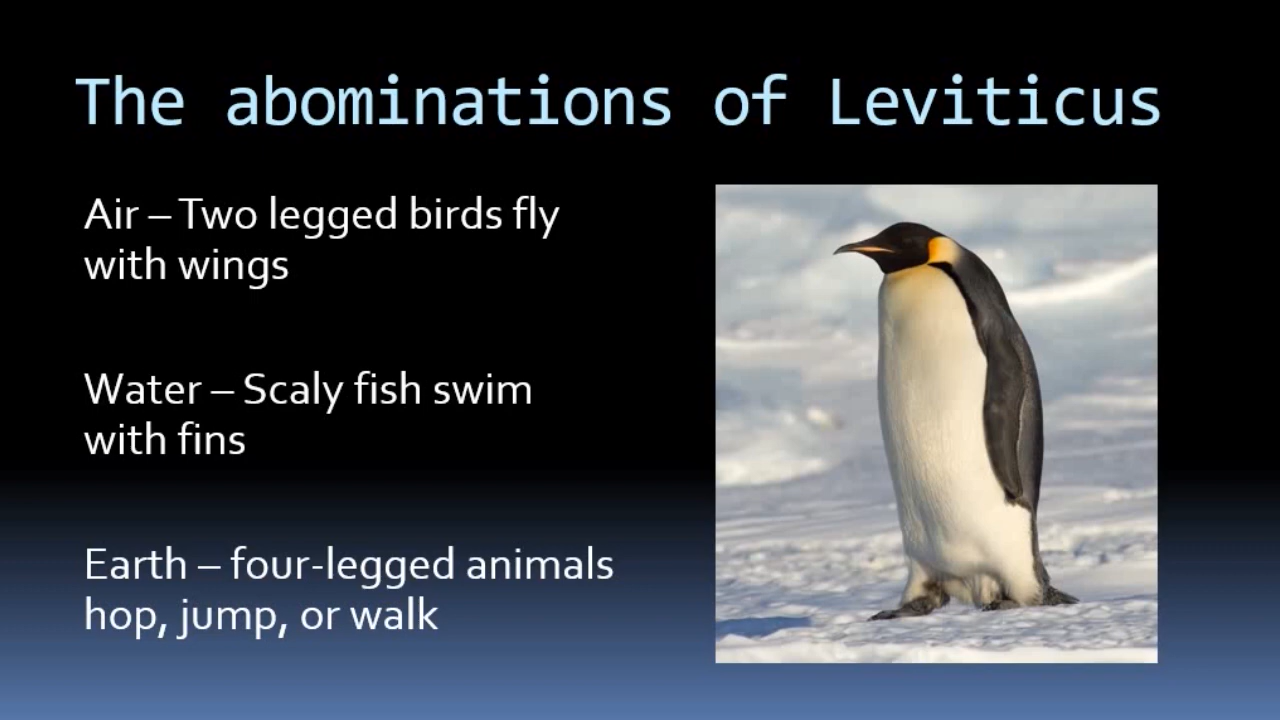 The abominations of Leviticus
Air – Two legged birds fly
with wings
Water – Scaly fish swim
with fins
Earth – four-legged animals
hop, jump, or walk